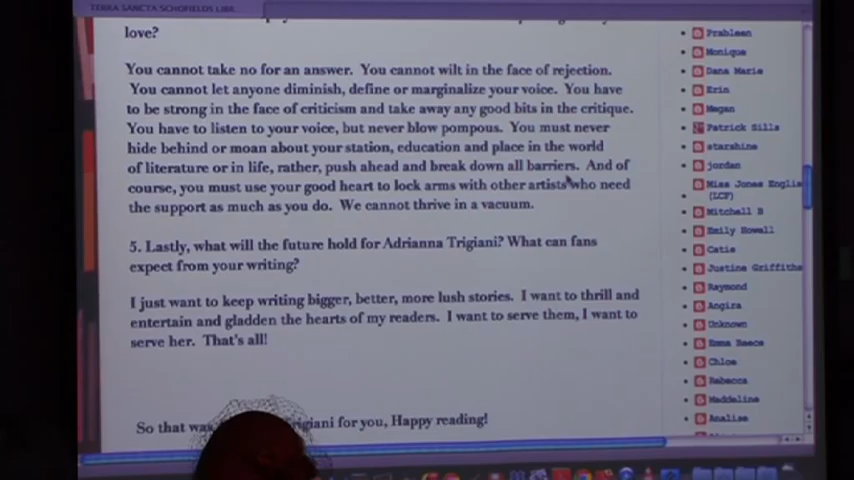 TERRA SANCTA SCHOFIELDS LIBE..
love?
You cannot take no for an answer. You cannot wilt in the face of rejection.
You cannot let anyone diminish, define or marginalize your voice. You have
to be strong in the face of criticism and take away any good bits in the critique.
You have to listen to your voice, but never blow pompous. You must never
hide behind or moan about your station, education and place in the world
of literature or in life, rather, push ahead and break down all barriers. And of
course, you must use your good heart to lock arms with other artists who need
the support as much as you do. We cannot thrive in a vacuum.
5. Lastly, what will the future hold for Adrianna Trigiani? What can fans
expect from your writing?
I just want to keep writing bigger, better, more lush stories. I want to thrill and
entertain and gladden the hearts of my readers. I want to serve them, I want to
serve her. That's all!
So that was rigiani for you, Happy reading!
Prableen
Monique
Dana Marie
Erin
Megan
Patrick Sills
starshine
jordan
Miss Jones Englis
(LCF)
Mitchell B
Emily Howell
Catie
Justine Griffiths
Raymond
Angira
Unknown
Emma Reece
Chloe
Rebecca
Maddeline
Analise